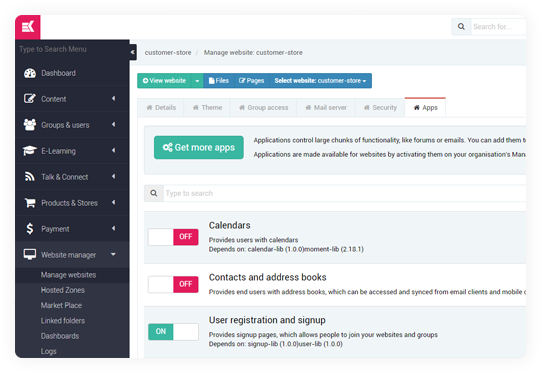 Search for...
Type to Search Menu
customer-store / Manage website: customer-store
Dashboard
Content
Groups & users
E-Learning
Talk & Connect
Products & Stores
Payment
Website manager
Manage websites
Hosted Zones
Market Place
Linked folders
Dashboards
Logs
View website
Files
Pages
Select website: customer-store
Details
Theme
Group access
Mail server
Security
Apps
Get more apps
Applications control large chunks of functionality, like forums or emails. You can add them t
Applications are made available for websites by activating them on your organisation's Man
Type to search
OFF
Calendars
Provides users with calendars
Depends on: calendar-lib (1.0.0)moment-lib (2.18.1)
OFF
Contacts and address books
Provides end users with address books, which can be accessed and synced from email clients and mobile
ON
User registration and signup
Provides signup pages, which allows people to join your websites and groups
Depends on: signup-lib (1.0.0)user-lib (1.0.0)